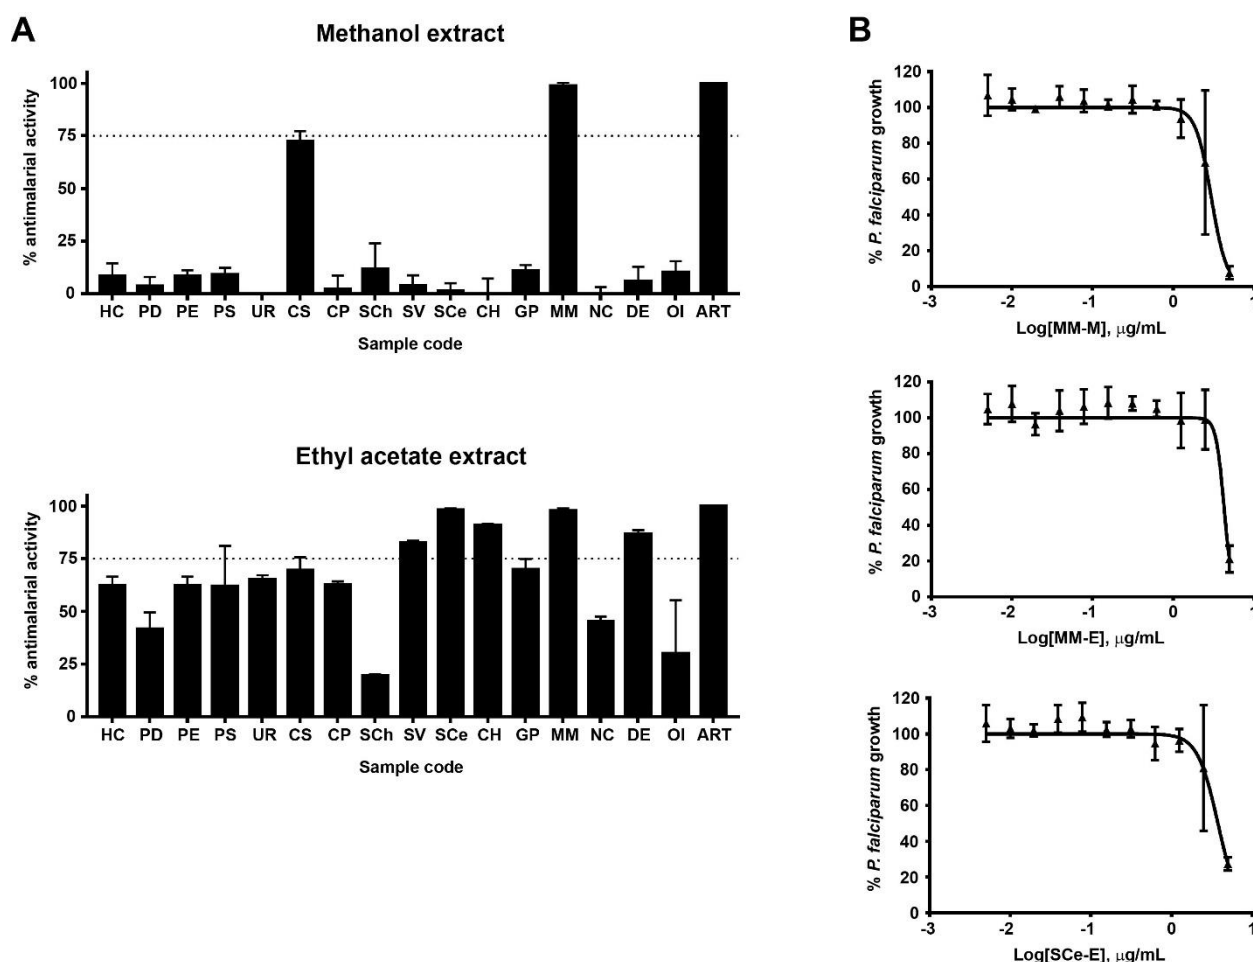 A
Methanol extract
% antimalarial activity
100
75
50
25
0
HC PD PE PS UR CS CP SCh SV SCe CH GP MM NC DE OI ART
Sample code
Ethyl acetate extract
% antimalarial activity
100
75
50
25
0
HC PD PE PS UR CS CP SCh SV SCe CH GP MM NC DE OI ART
Sample code
B
% P. falciparum growth
120
100
80
60
40
20
0
-3 -2 -1 0 1
Log[MM-M], μg/mL
% P. falciparum growth
120
100
80
60
40
20
0
-3 -2 -1 0 1
Log[MM-E], μg/mL
% P. falciparum growth
120
100
80
60
40
20
0
-3 -2 -1 0 1
Log[SCe-E], μg/mL